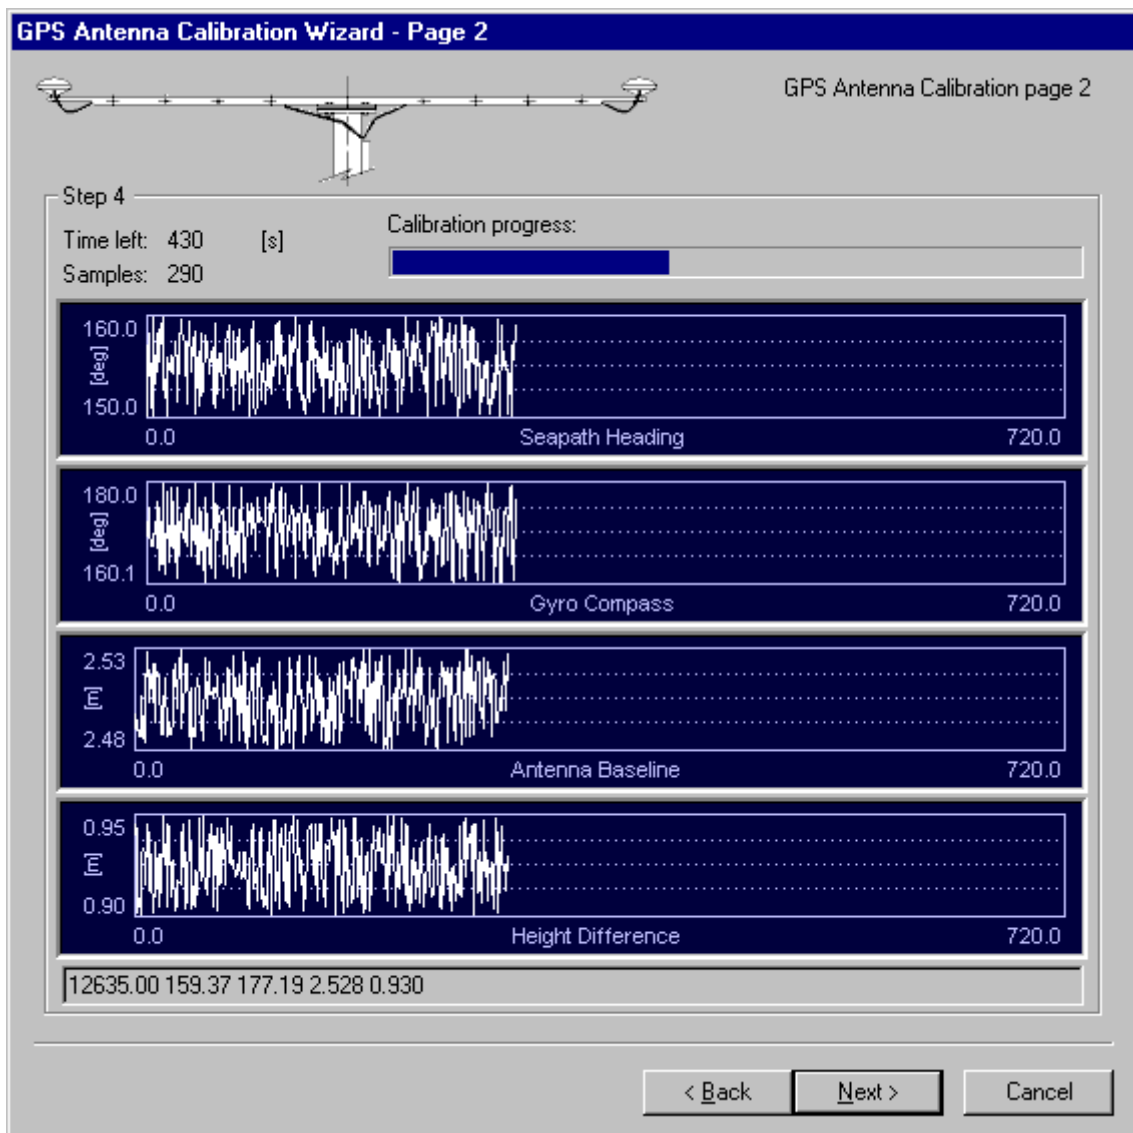 GPS Antenna Calibration Wizard - Page 2
GPS Antenna Calibration page 2
Step 4
Time left: 430 [s]
Calibration progress:
Samples: 290
160.0
[deg]
150.0
0.0 Seapath Heading 720.0
180.0
[deg]
160.1
0.0 Gyro Compass 720.0
2.53
[m]
2.48
0.0 Antenna Baseline 720.0
0.95
[m]
0.90
0.0 Height Difference 720.0
12635.00 159.37 177.19 2.528 0.930
< Back Next > Cancel